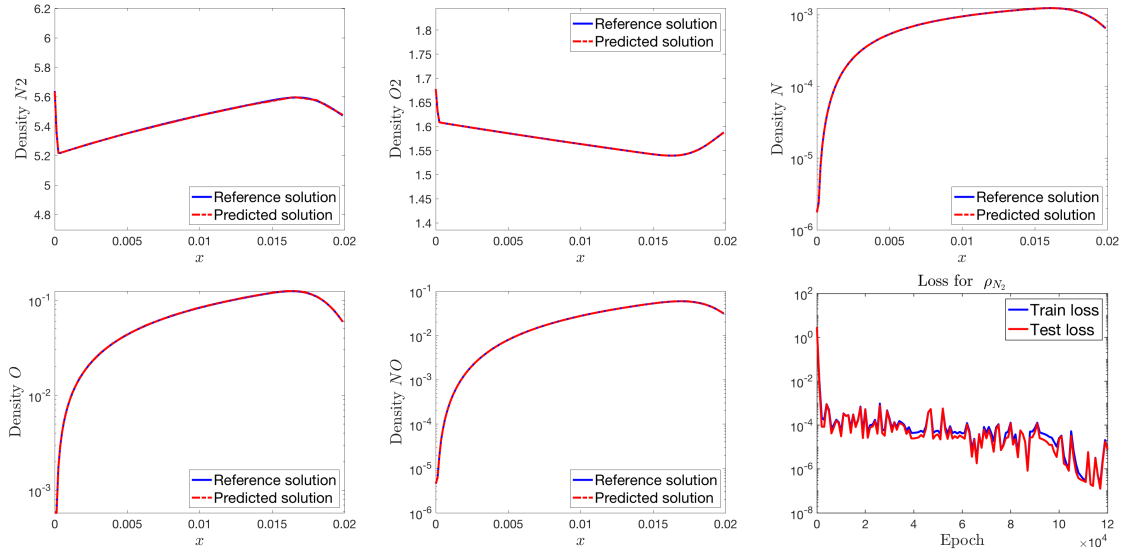 6.2
6
5.8
5.6
5.4
5.2
5
4.8
Density N2
Reference solution
Predicted solution
0 0.005 0.01 0.015 0.02
x
1.8
1.75
1.7
1.65
1.6
1.55
1.5
1.45
1.4
Density O2
Reference solution
Predicted solution
0 0.005 0.01 0.015 0.02
x
10^-3
10^-4
10^-5
10^-6
Density N
Reference solution
Predicted solution
0 0.005 0.01 0.015 0.02
x
10^-1
10^-2
10^-3
Density O
Reference solution
Predicted solution
0 0.005 0.01 0.015 0.02
x
10^-1
10^-2
10^-3
10^-4
10^-5
10^-6
Density NO
Reference solution
Predicted solution
0 0.005 0.01 0.015 0.02
x
Loss for ρ_N₂
10^2
10^0
10^-2
10^-4
10^-6
10^-8
Train loss
Test loss
0 2 4 6 8 10 12
Epoch
×10^4